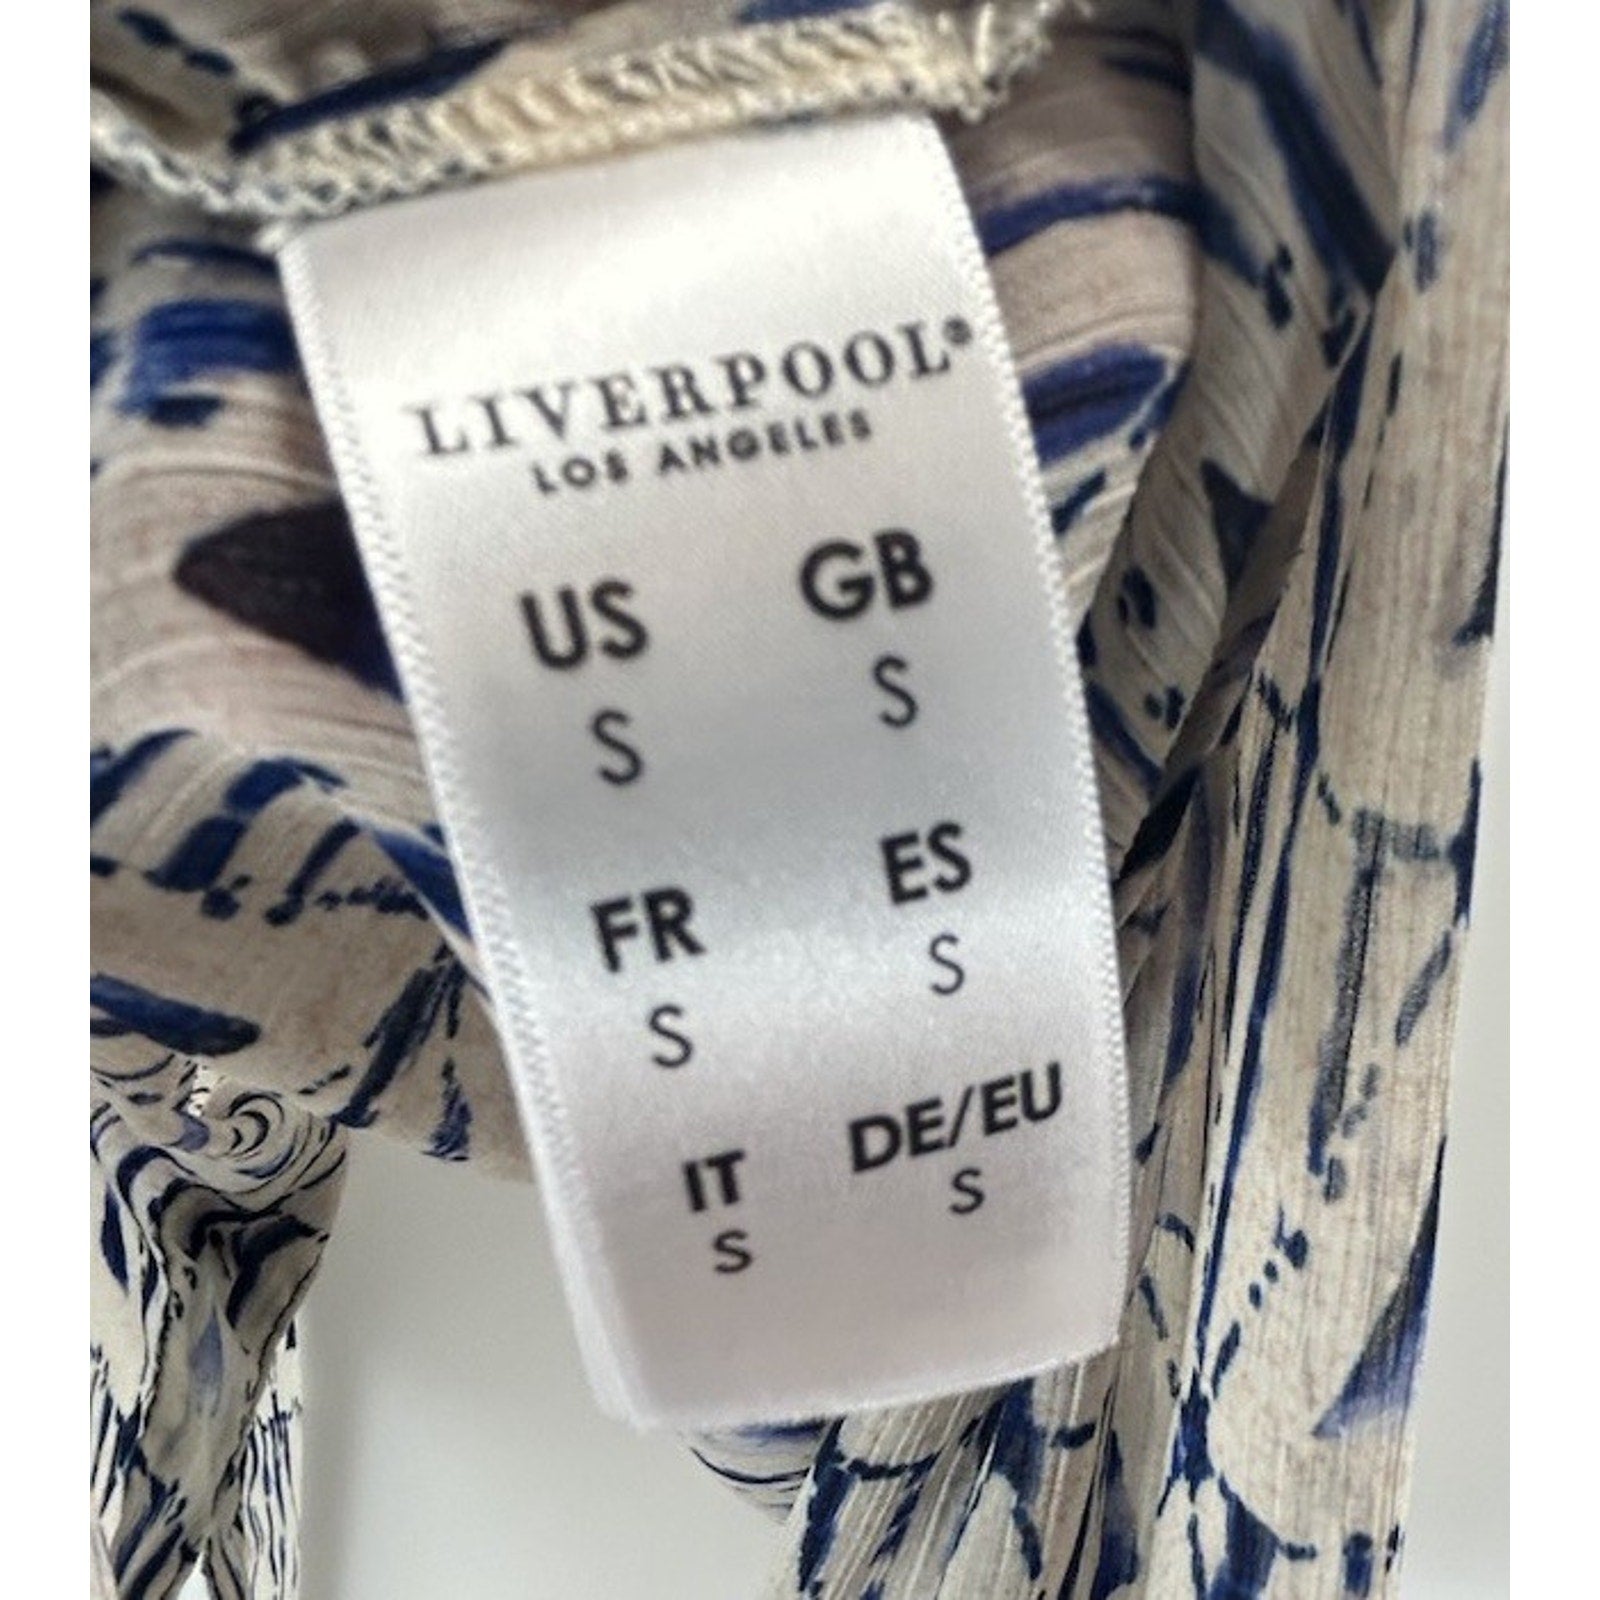 LIVERPOOL®
LOS ANGELES
US GB
S S
FR ES
S S
IT DE/EU
S S